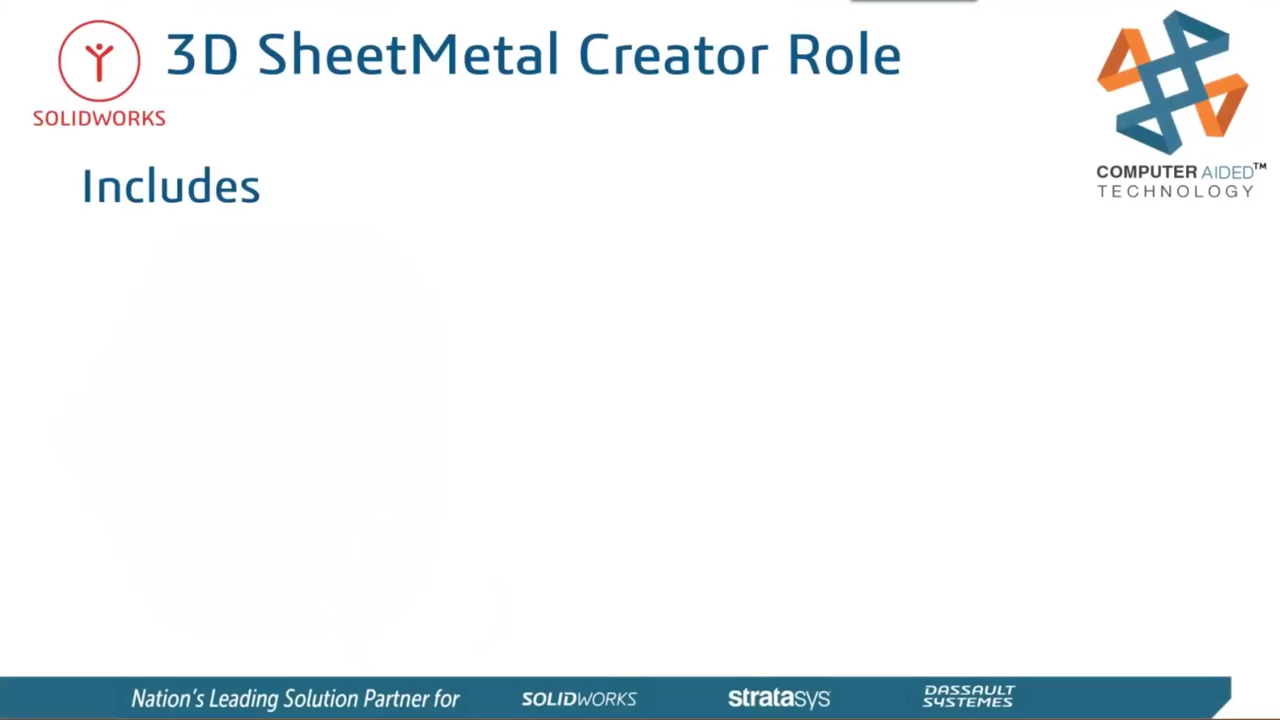 3D SheetMetal Creator Role
SOLIDWORKS
COMPUTER AIDED™
TECHNOLOGY
Includes
Nation's Leading Solution Partner for SOLIDWORKS stratasys DASSAULT SYSTEMES